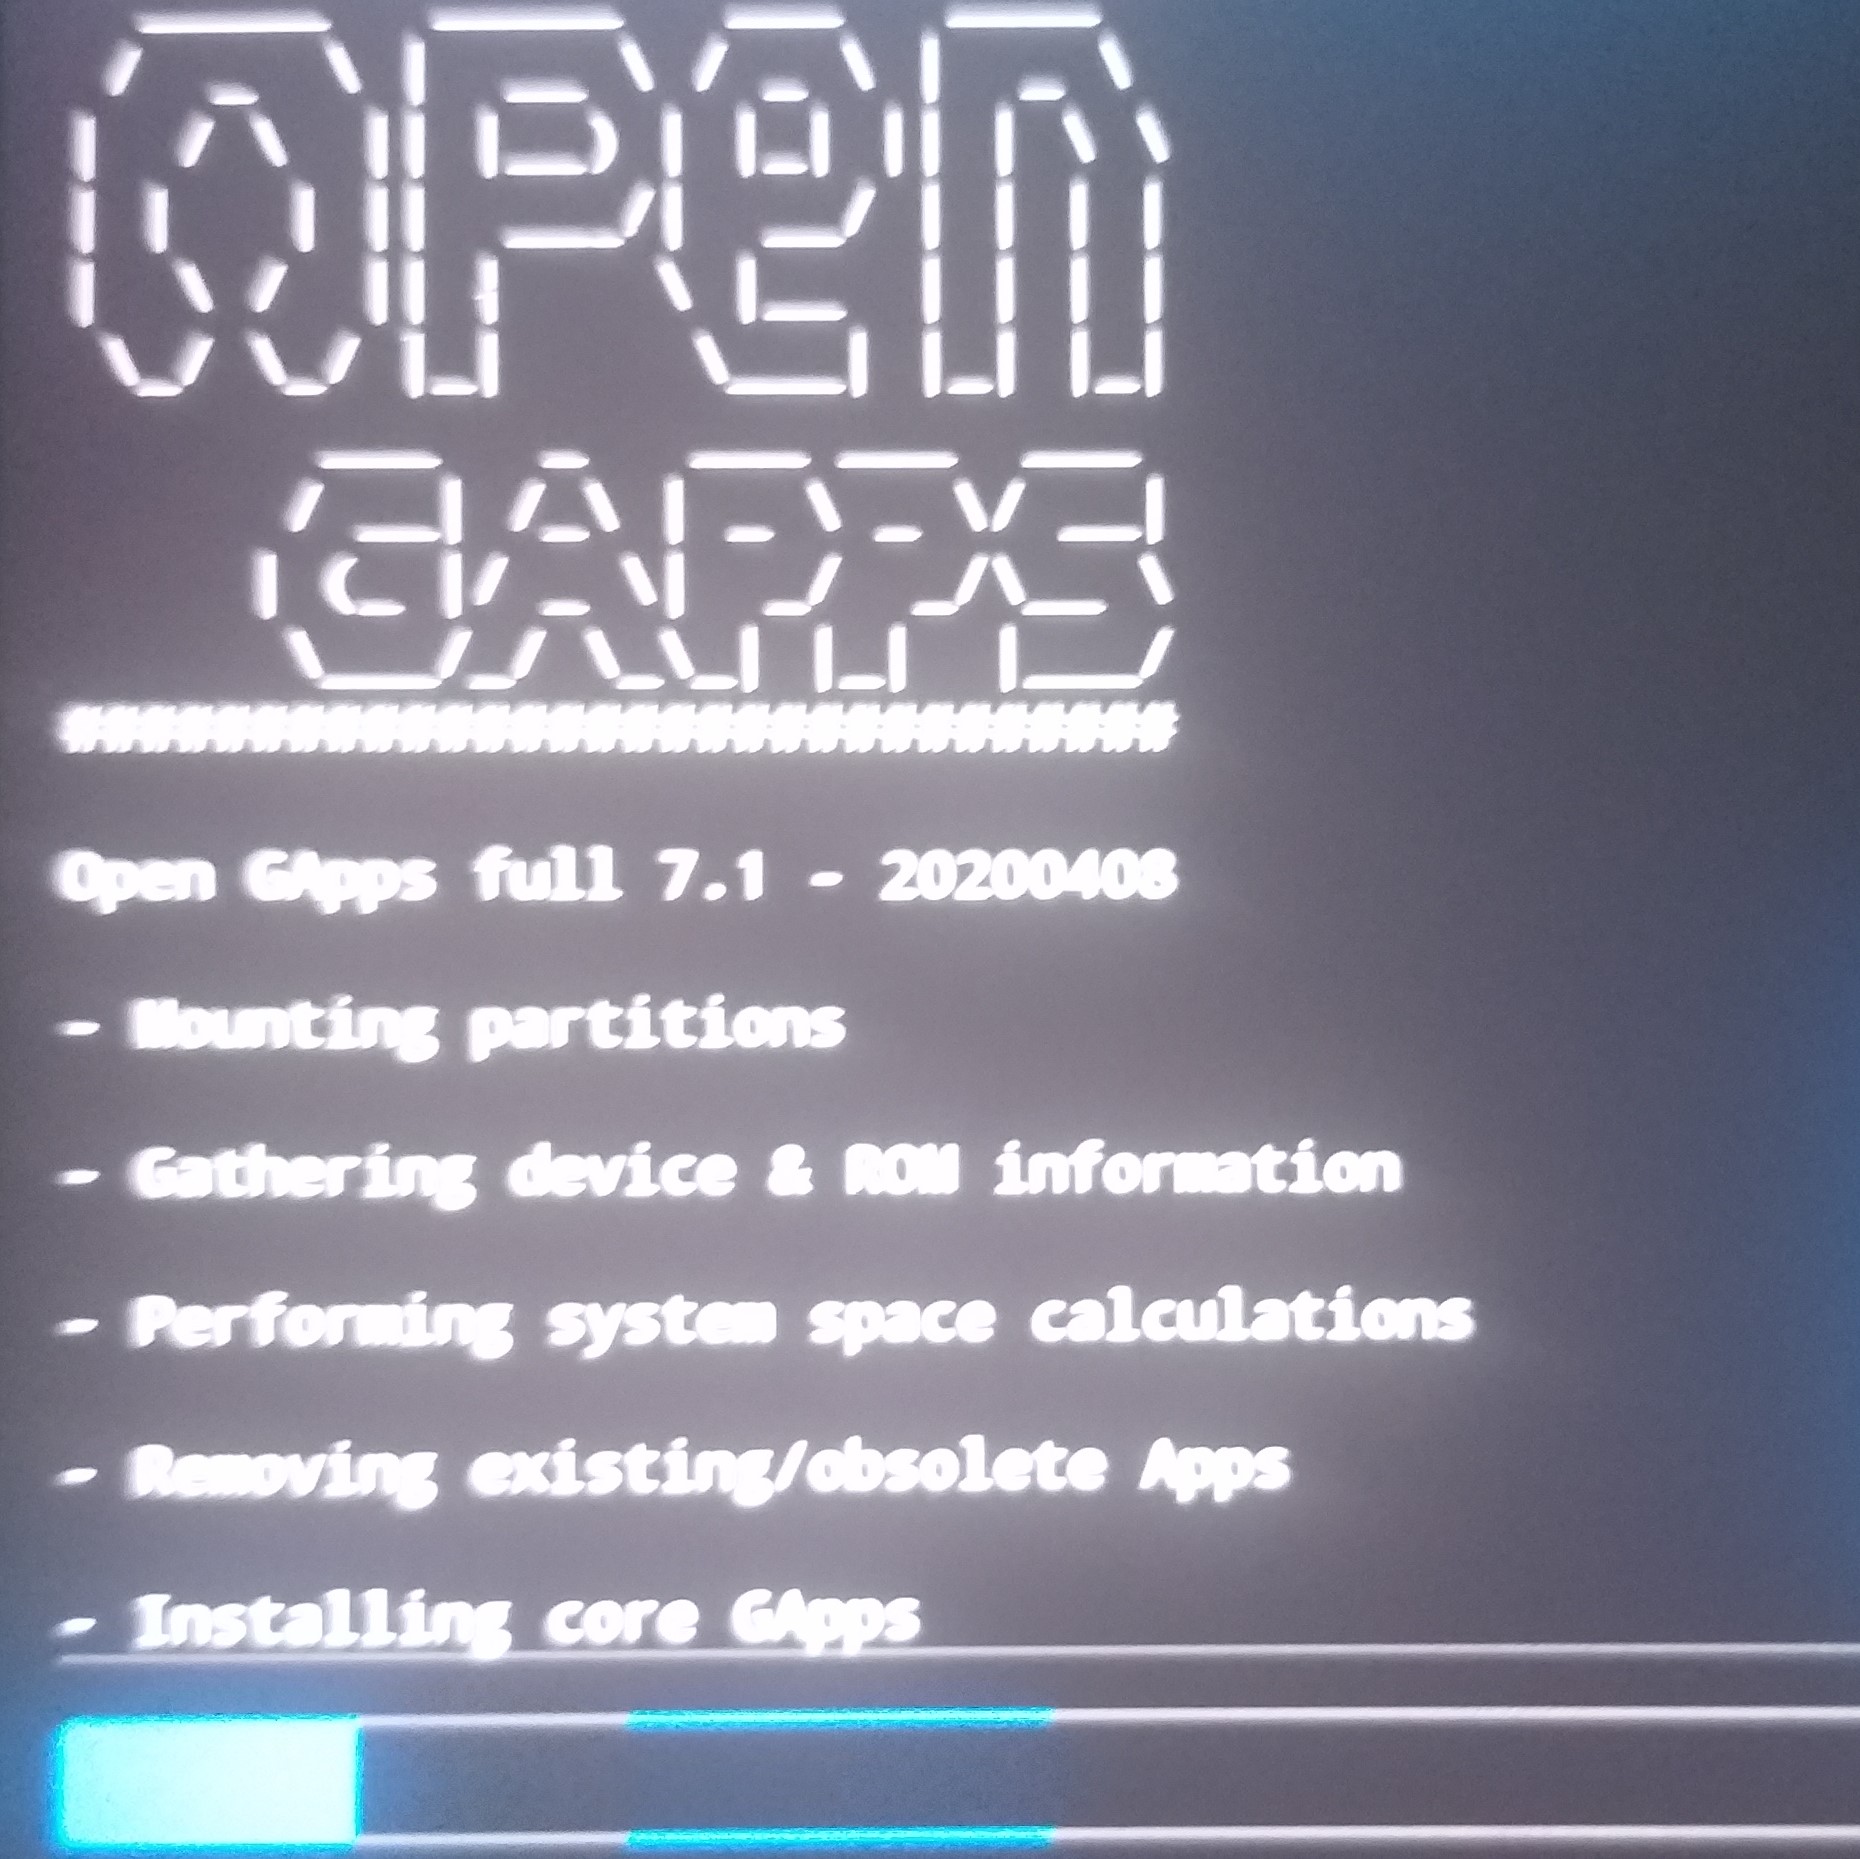 OPEN
GAPPS
##############################
Open GApps full 7.1 - 20200408
- Mounting partitions
- Gathering device & ROM information
- Performing system space calculations
- Removing existing/obsolete Apps
- Installing core GApps